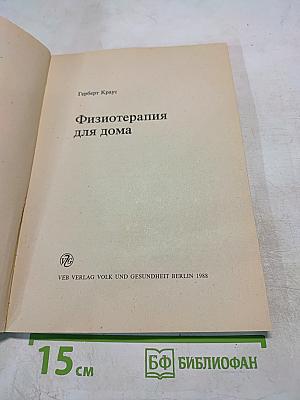 Герберт Краус
Физиотерапия
для дома
VEB VERLAG VOLK UND GESUNDHEIT BERLIN 1988
15 см
БФ БИБЛИОФАН